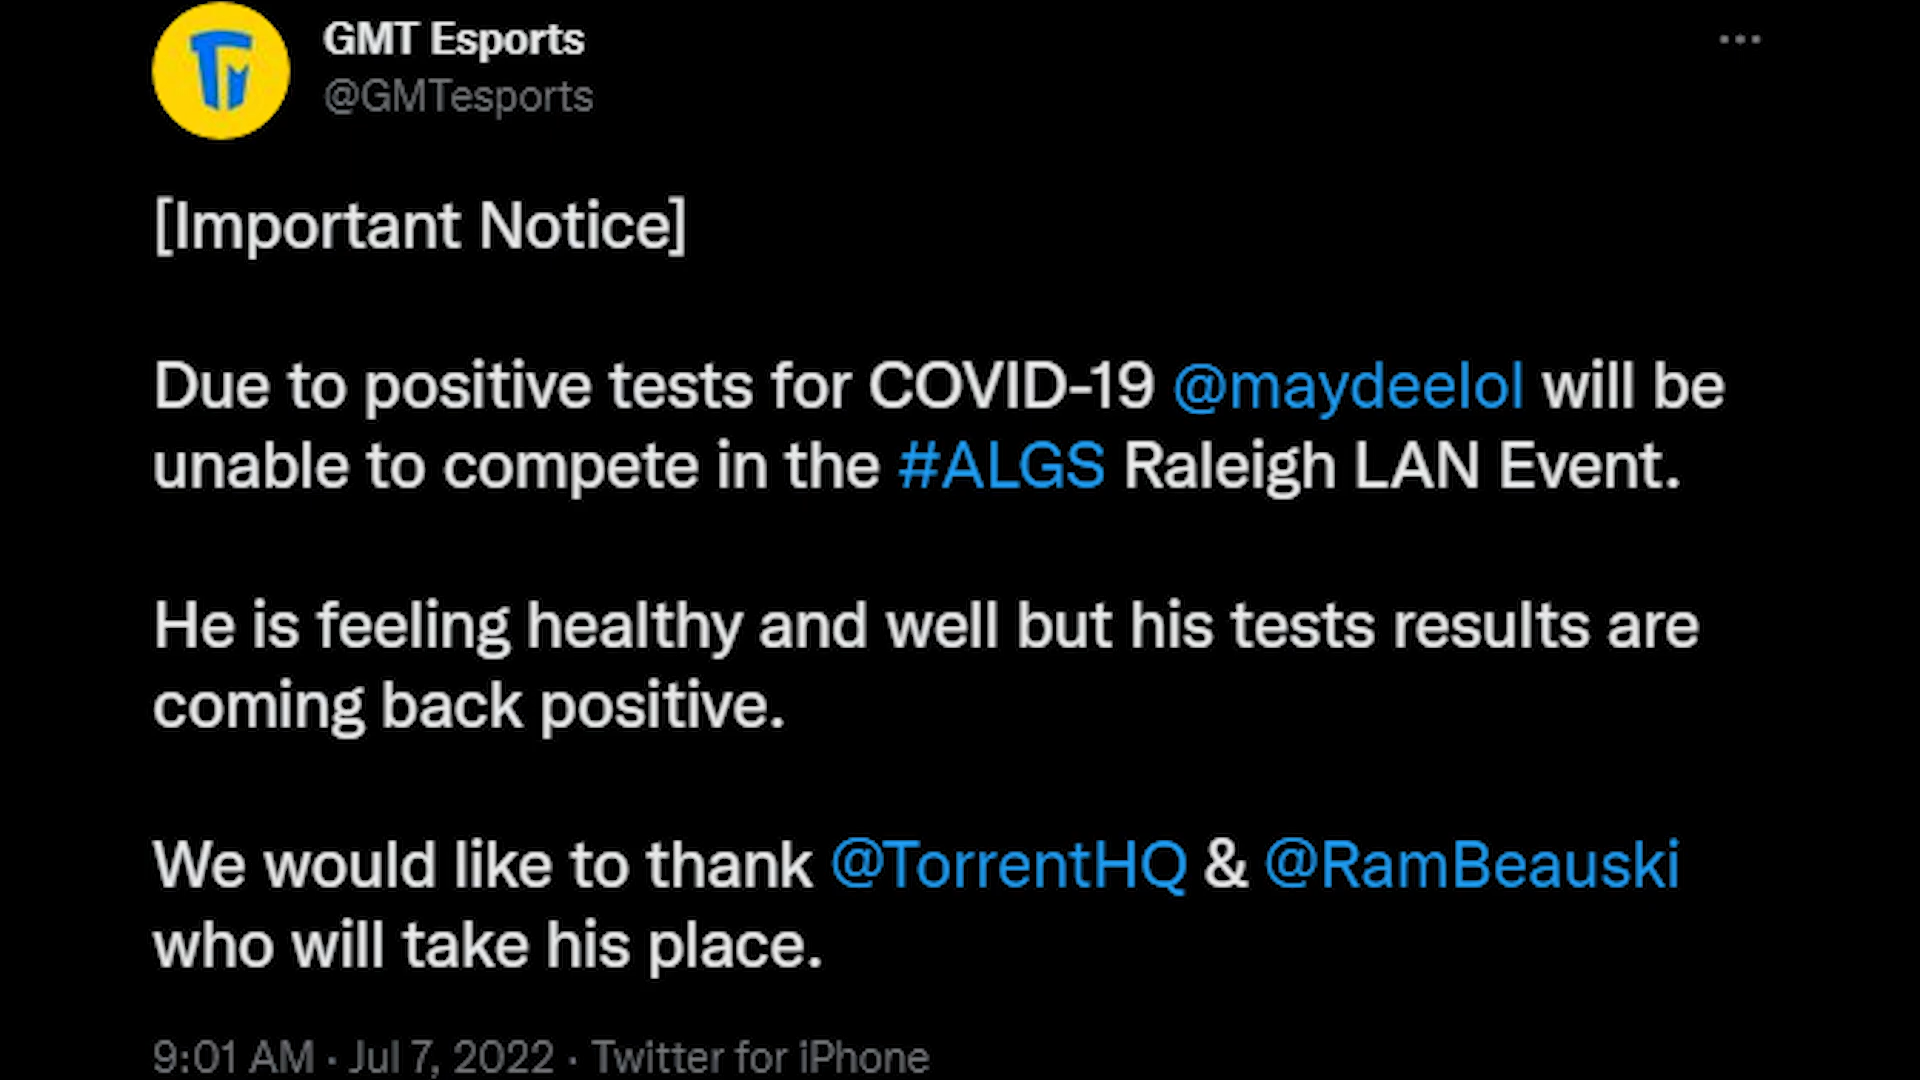 GMT Esports
@GMTesports
[Important Notice]
Due to positive tests for COVID-19 @maydeelol will be
unable to compete in the #ALGS Raleigh LAN Event.
He is feeling healthy and well but his tests results are
coming back positive.
We would like to thank @TorrentHQ & @RamBeauski
who will take his place.
9:01 AM · Jul 7, 2022 · Twitter for iPhone